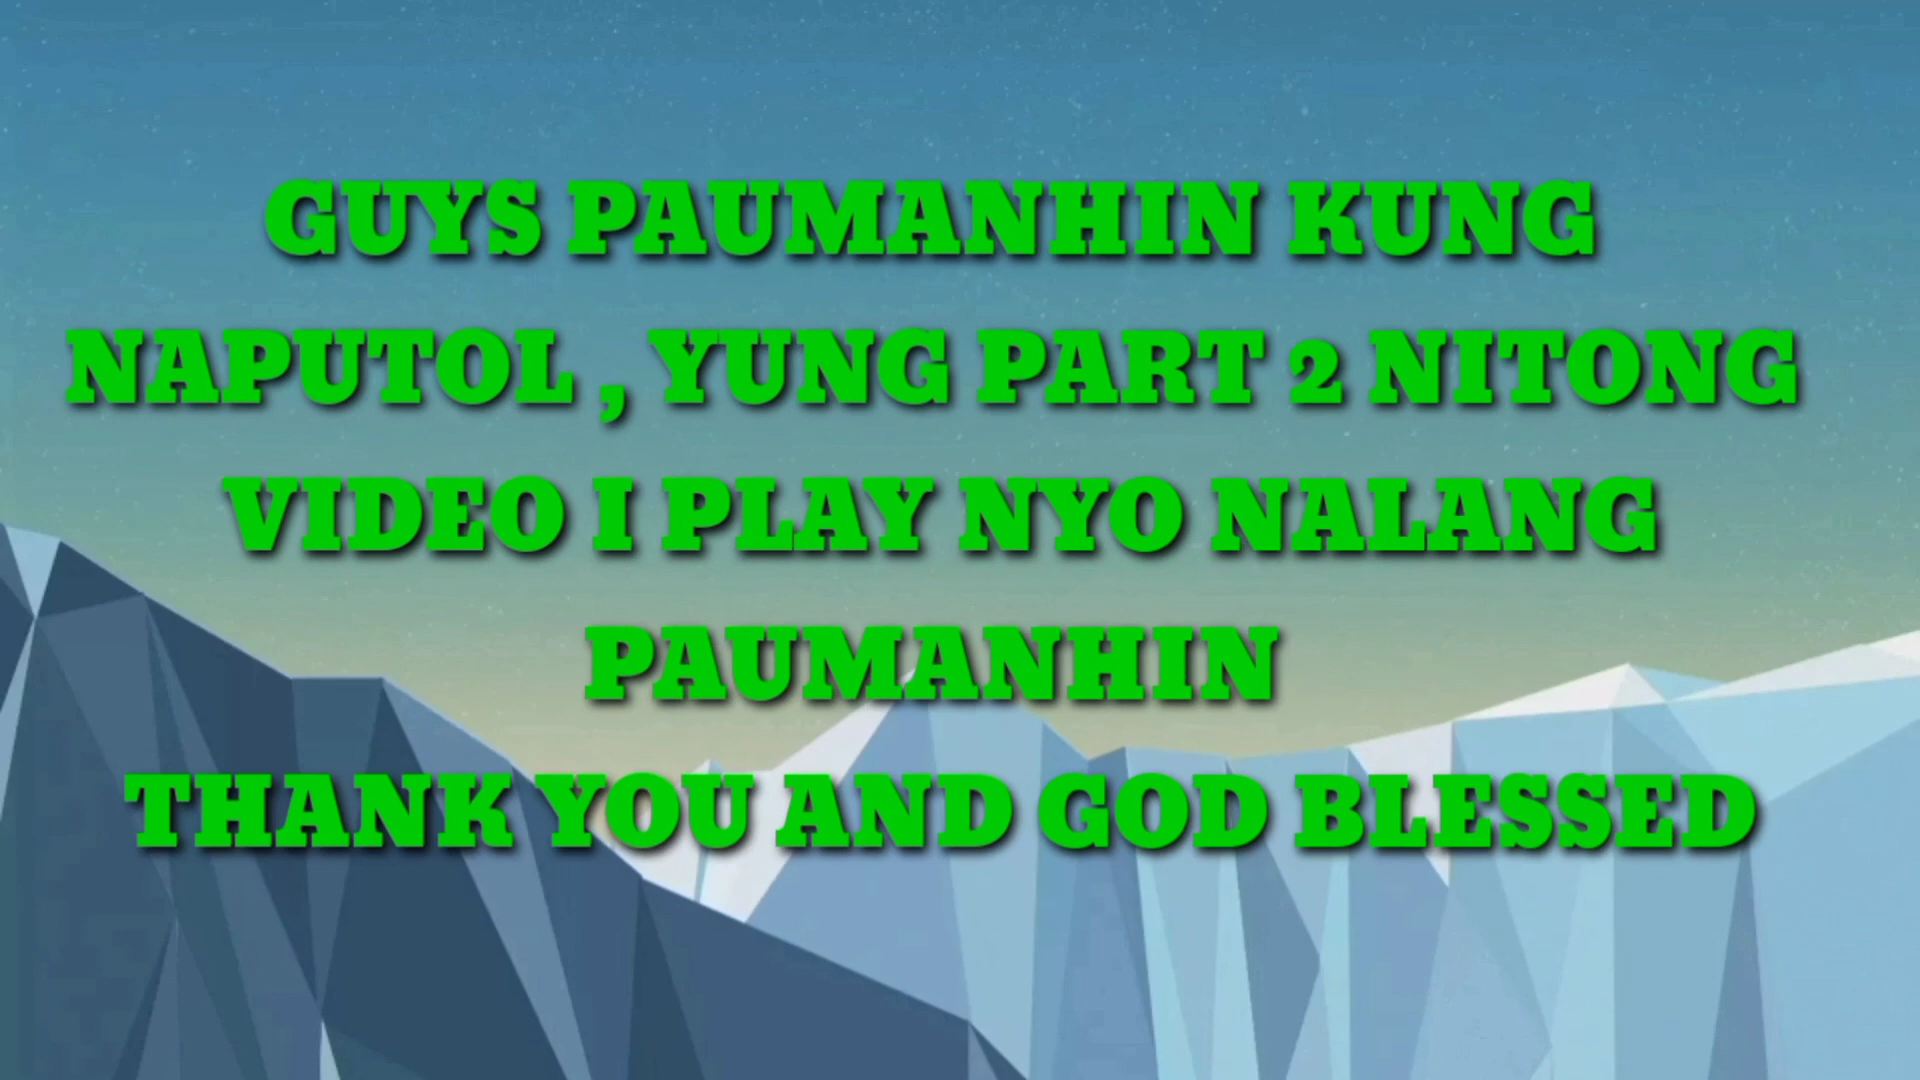 GUYS PAUMANHIN KUNG
NAPUTOL , YUNG PART 2 NITONG
VIDEO I PLAY NYO NALANG
PAUMANHIN
THANK YOU AND GOD BLESSED